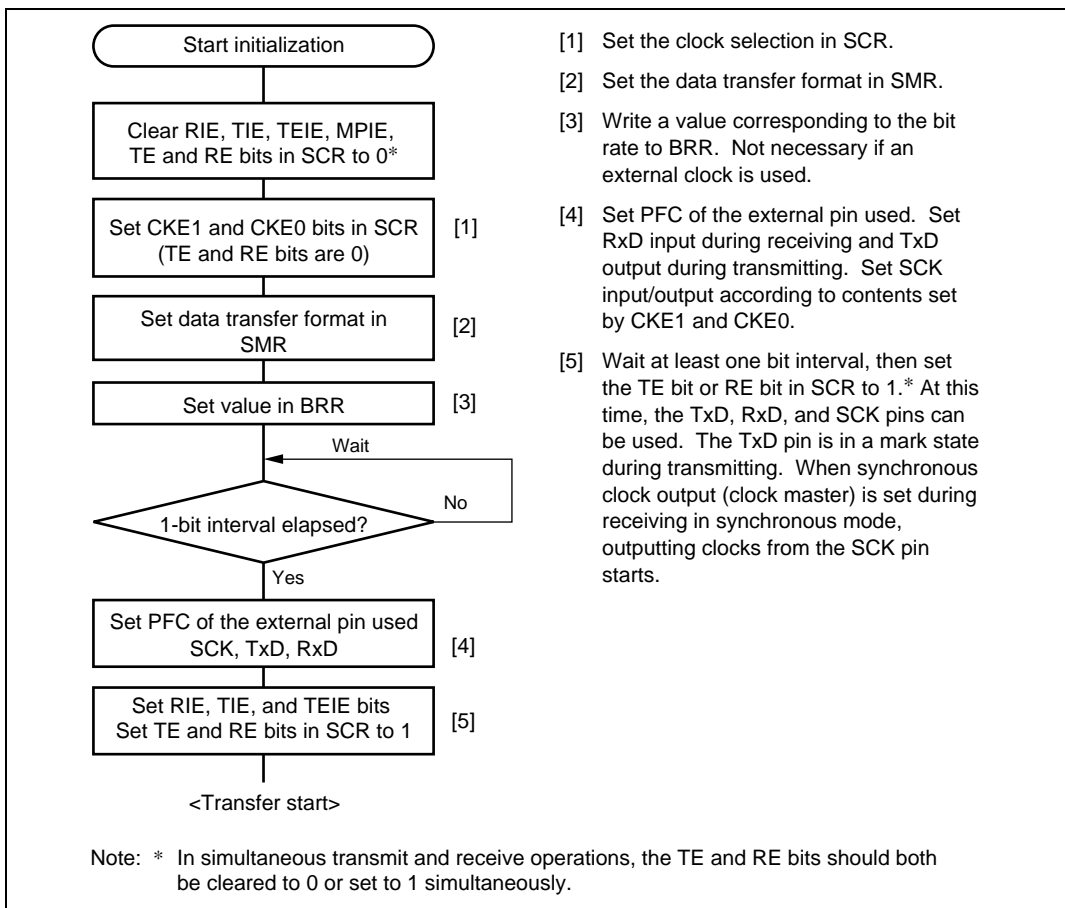 Start initialization
Clear RIE, TIE, TEIE, MPIE,
TE and RE bits in SCR to 0*
Set CKE1 and CKE0 bits in SCR
(TE and RE bits are 0)
[1]
Set data transfer format in
SMR
[2]
Set value in BRR
[3]
Wait
No
1-bit interval elapsed?
Yes
Set PFC of the external pin used
SCK, TxD, RxD
[4]
Set RIE, TIE, and TEIE bits
Set TE and RE bits in SCR to 1
[5]
<Transfer start>
[1] Set the clock selection in SCR.
[2] Set the data transfer format in SMR.
[3] Write a value corresponding to the bit
rate to BRR. Not necessary if an
external clock is used.
[4] Set PFC of the external pin used. Set
RxD input during receiving and TxD
output during transmitting. Set SCK
input/output according to contents set
by CKE1 and CKE0.
[5] Wait at least one bit interval, then set
the TE bit or RE bit in SCR to 1.* At this
time, the TxD, RxD, and SCK pins can
be used. The TxD pin is in a mark state
during transmitting. When synchronous
clock output (clock master) is set during
receiving in synchronous mode,
outputting clocks from the SCK pin
starts.
Note: * In simultaneous transmit and receive operations, the TE and RE bits should both
be cleared to 0 or set to 1 simultaneously.